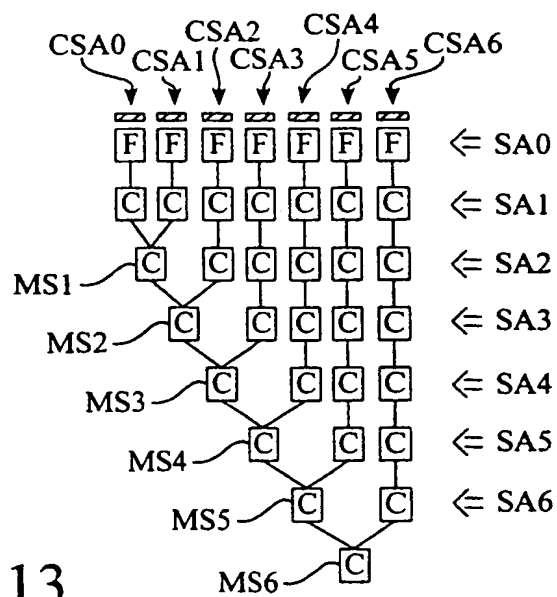 CSA0 CSA1 CSA2 CSA3 CSA4 CSA5 CSA6
F F F F F F F SA0
C C C C C C C SA1
MS1 C C C C C C SA2
MS2 C C C C C SA3
MS3 C C C C SA4
MS4 C C C SA5
MS5 C C SA6
MS6 C
13